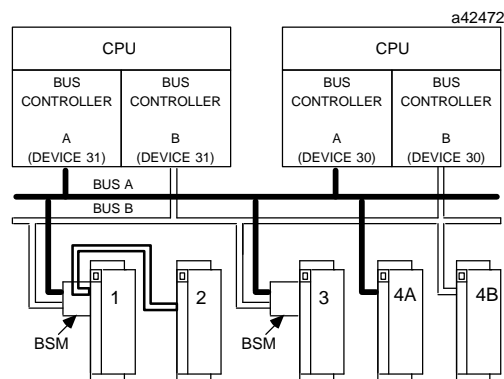 a42472
CPU
CPU
BUS CONTROLLER
A
(DEVICE 31)
BUS CONTROLLER
B
(DEVICE 31)
BUS CONTROLLER
A
(DEVICE 30)
BUS CONTROLLER
B
(DEVICE 30)
BUS A
BUS B
1
2
3
4A
4B
BSM
BSM